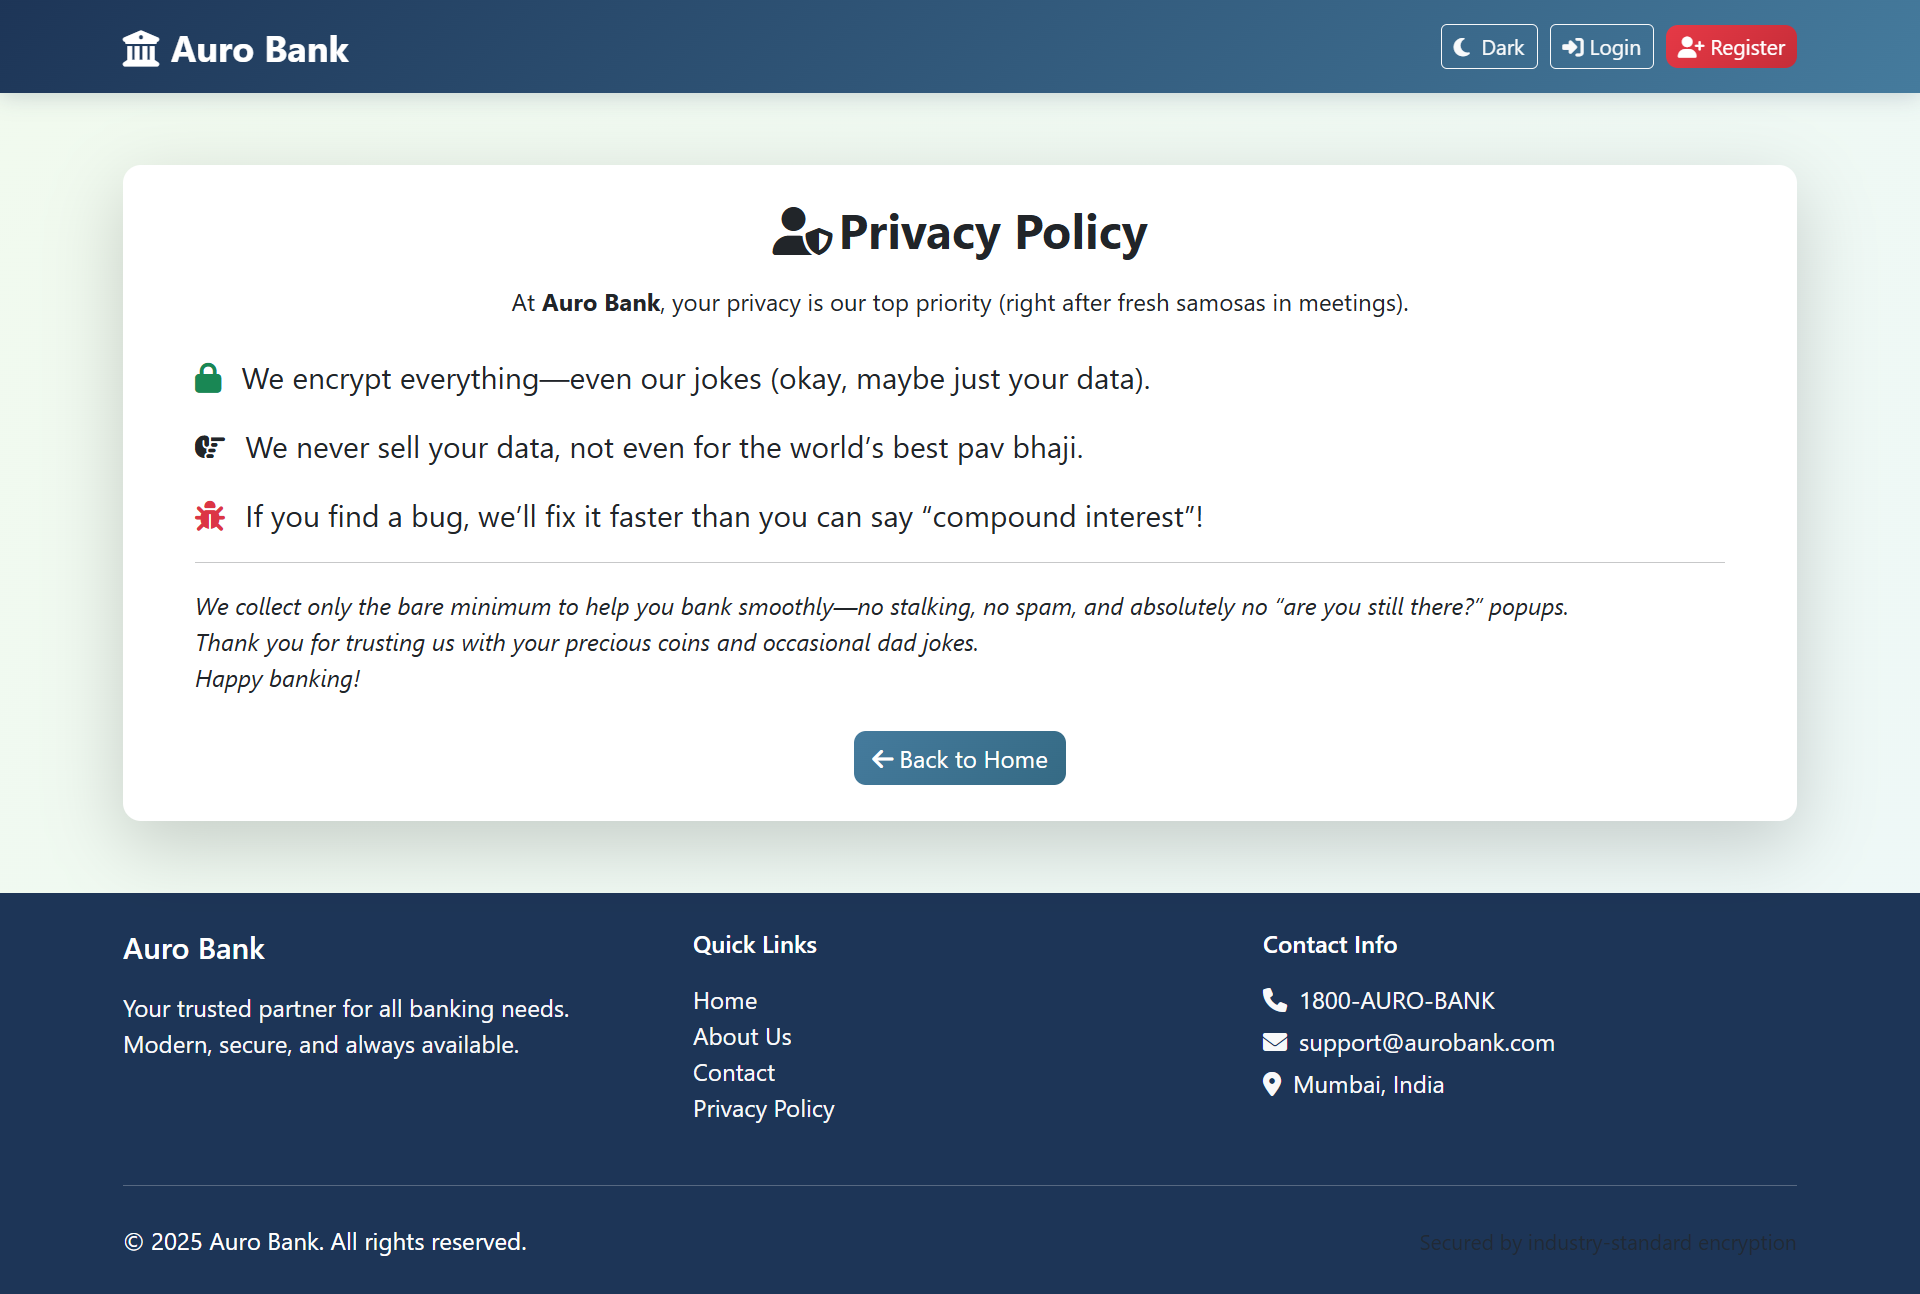 Auro Bank
Dark
Login
Register
Privacy Policy
At Auro Bank, your privacy is our top priority (right after fresh samosas in meetings).
We encrypt everything—even our jokes (okay, maybe just your data).
We never sell your data, not even for the world’s best pav bhaji.
If you find a bug, we’ll fix it faster than you can say “compound interest”!
We collect only the bare minimum to help you bank smoothly—no stalking, no spam, and absolutely no “are you still there?” popups.
Thank you for trusting us with your precious coins and occasional dad jokes.
Happy banking!
Back to Home
Auro Bank
Your trusted partner for all banking needs.
Modern, secure, and always available.
Quick Links
Home
About Us
Contact
Privacy Policy
Contact Info
1800-AURO-BANK
support@aurobank.com
Mumbai, India
© 2025 Auro Bank. All rights reserved.
Secured by industry-standard encryption